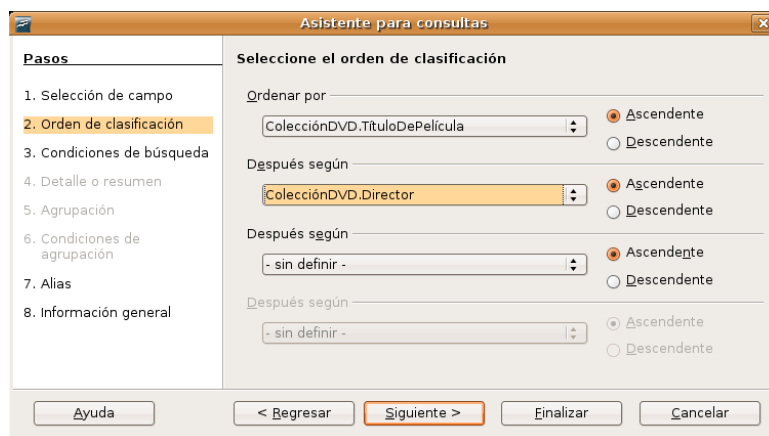 Asistente para consultas
Pasos
1. Selección de campo
2. Orden de clasificación
3. Condiciones de búsqueda
4. Detalle o resumen
5. Agrupación
6. Condiciones de
agrupación
7. Alias
8. Información general
Seleccione el orden de clasificación
Ordenar por
ColecciónDVD.TítuloDePelícula
Ascendente
Descendente
Después según
ColecciónDVD.Director
Ascendente
Descendente
Después según
- sin definir -
Ascendente
Descendente
Después según
- sin definir -
Ascendente
Descendente
Ayuda
< Regresar
Siguiente >
Finalizar
Cancelar